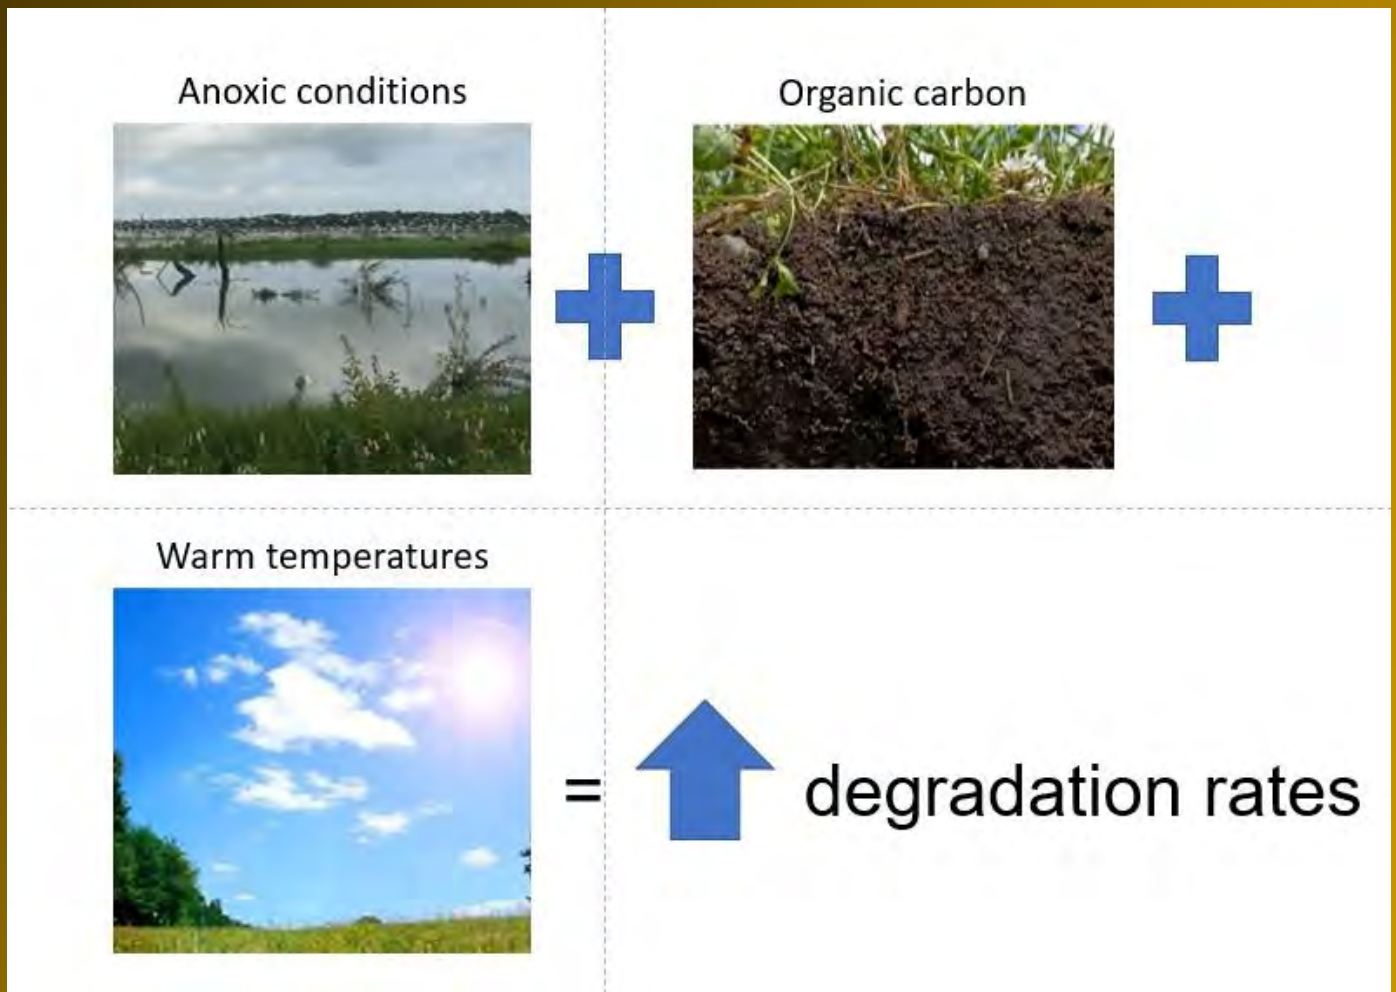 Anoxic conditions
Organic carbon
Warm temperatures
= degradation rates